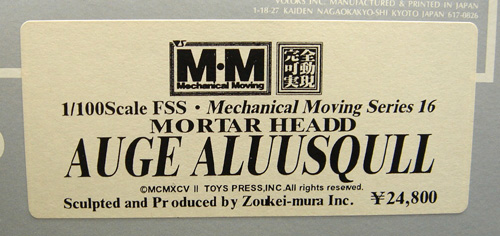 VOLKS INC. MANUFACTURED & PRINTED IN JAPAN
1-18-27 KAIDEN NAGAOKAKYO-SHI KYOTO JAPAN 617-0826
M·M
Mechanical Moving
完全可動実現
1/100Scale FSS・Mechanical Moving Series 16
MORTAR HEADD
AUGE ALUUSQULL
©MCMXCV II TOYS PRESS,INC.All rights reserved.
Sculpted and Produced by Zoukei-mura Inc. ¥24,800